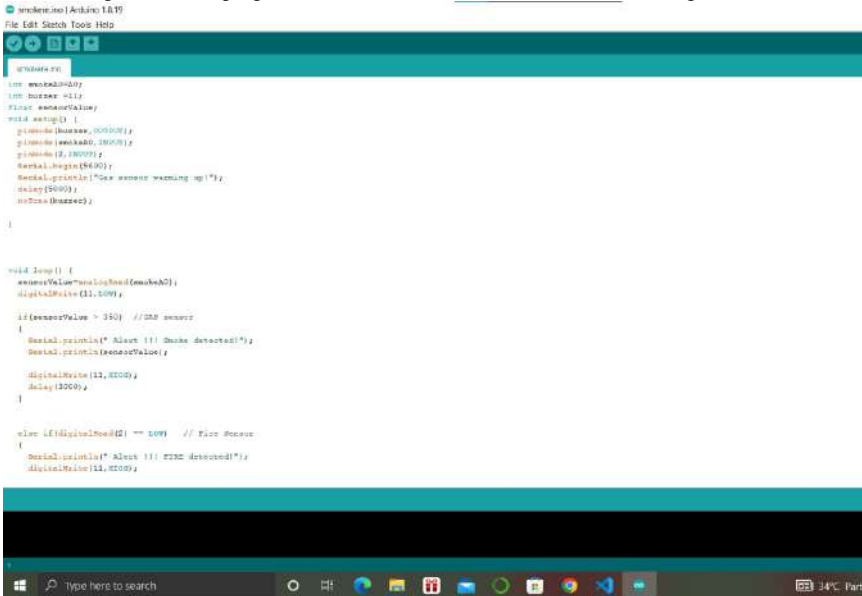 smokere.ino | Arduino 1.8.19
File Edit Sketch Tools Help
smokere.ino
int smokeA0=A0;
int buzzer =11;
float sensorValue;
void setup() {
pinMode(buzzer,OUTPUT);
pinMode(smokeA0,INPUT);
pinMode(2,INPUT);
Serial.begin(9600);
Serial.println("Gas sensor warming up!");
delay(5000);
noTone(buzzer);
}
void loop() {
sensorValue=analogRead(smokeA0);
digitalWrite(11,LOW);
if(sensorValue > 350) //GAS sensor
{
Serial.println(" Alert !!! Smoke detected!");
Serial.println(sensorValue);
digitalWrite(11,HIGH);
delay(3000);
}
else if(digitalRead(2) == LOW) // Fire Sensor
{
Serial.println(" Alert !!! FIRE detected!");
digitalWrite(11,HIGH);
Type here to search
34°C Part